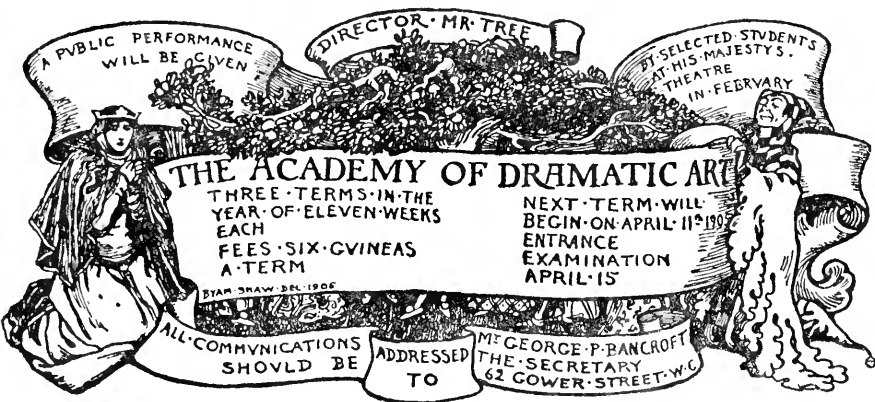 A PUBLIC PERFORMANCE
WILL BE GIVEN
DIRECTOR · MR · TREE
BY · SELECTED · STVDENTS
AT · HIS · MAJESTYS ·
THEATRE
IN · FEBRVARY
THE ACADEMY OF DRAMATIC ART
THREE · TERMS · IN · THE
YEAR · OF · ELEVEN · WEEKS
EACH
FEES · SIX · GVINEAS
A · TERM
BYAM · SHAW · DEL · 1906
NEXT · TERM · WILL
BEGIN · ON · APRIL ·
ENTRANCE
EXAMINATION
APRIL · 15
ALL · COMMVNICATIONS
SHOVLD BE
ADDRESSED
TO
MR GEORGE · P · BANCROFT
THE · SECRETARY
62 GOWER · STREET · W · C